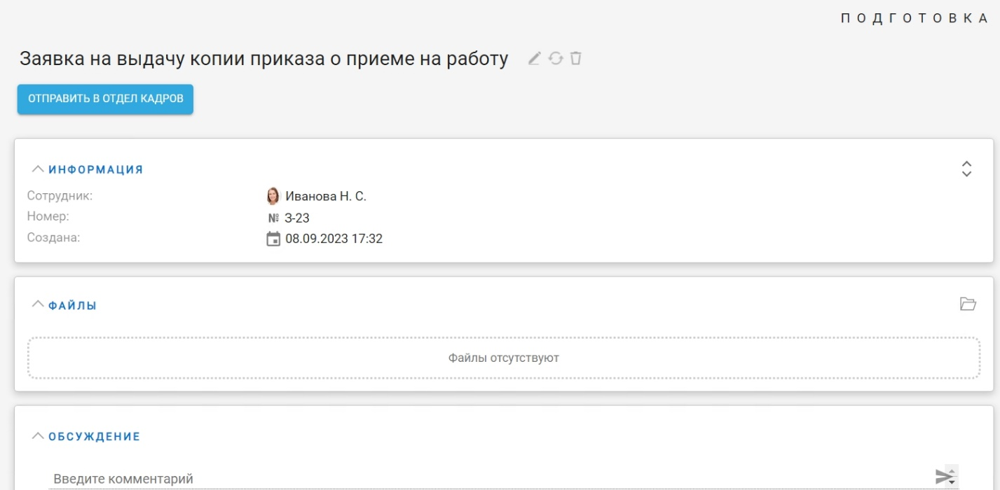 ПОДГОТОВКА
Заявка на выдачу копии приказа о приеме на работу
ОТПРАВИТЬ В ОТДЕЛ КАДРОВ
ИНФОРМАЦИЯ
Сотрудник: Иванова Н. С.
Номер: № З-23
Создана: 08.09.2023 17:32
ФАЙЛЫ
Файлы отсутствуют
ОБСУЖДЕНИЕ
Введите комментарий